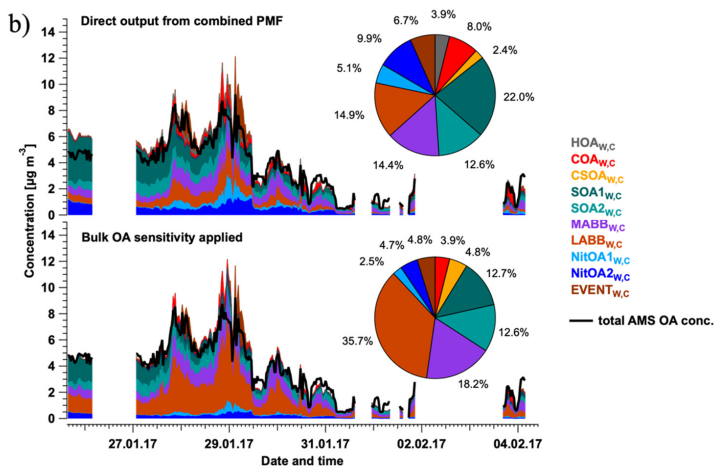 b)
Direct output from combined PMF
14
12
10
8
6
4
2
0
6.7%
3.9%
8.0%
2.4%
22.0%
12.6%
14.4%
14.9%
5.1%
9.9%
Concentration [µg m⁻³]
Bulk OA sensitivity applied
14
12
10
8
6
4
2
0
4.7%
4.8%
3.9%
4.8%
12.7%
12.6%
18.2%
35.7%
2.5%
27.01.17
29.01.17
31.01.17
02.02.17
04.02.17
Date and time
HOA_W,C
COA_W,C
CSOA_W,C
SOA1_W,C
SOA2_W,C
MABB_W,C
LABB_W,C
NitOA1_W,C
NitOA2_W,C
EVENT_W,C
total AMS OA conc.